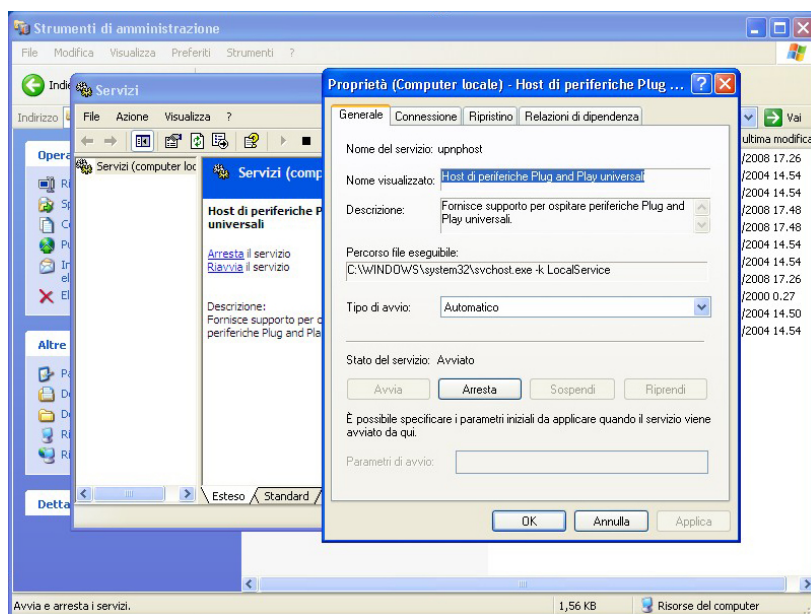 Strumenti di amministrazione
File Modifica Visualizza Preferiti Strumenti ?
Indirizzo
Vai
ultima modifica
/2008 17.26
/2004 14.54
/2004 14.54
/2008 17.48
/2008 17.48
/2004 14.54
/2004 14.54
/2008 17.26
/2000 0.27
/2004 14.50
/2004 14.54
Altre
Servizi
File Azione Visualizza ?
Servizi (computer loc
Servizi (comp
Host di periferiche P
universali
Arresta il servizio
Riavvia il servizio
Descrizione:
Fornisce supporto per o
periferiche Plug and Pla
Esteso Standard
Proprietà (Computer locale) - Host di periferiche Plug ...
Generale Connessione Ripristino Relazioni di dipendenza
Nome del servizio: upnphost
Nome visualizzato: Host di periferiche Plug and Play universali
Descrizione: Fornisce supporto per ospitare periferiche Plug and
Play universali.
Percorso file eseguibile:
C:\WINDOWS\system32\svchost.exe -k LocalService
Tipo di avvio: Automatico
Stato del servizio: Avviato
Avvia Arresta Sospendi Riprendi
È possibile specificare i parametri iniziali da applicare quando il servizio viene
avviato da qui.
Parametri di avvio:
OK Annulla Applica
Avvia e arresta i servizi. 1,56 KB Risorse del computer